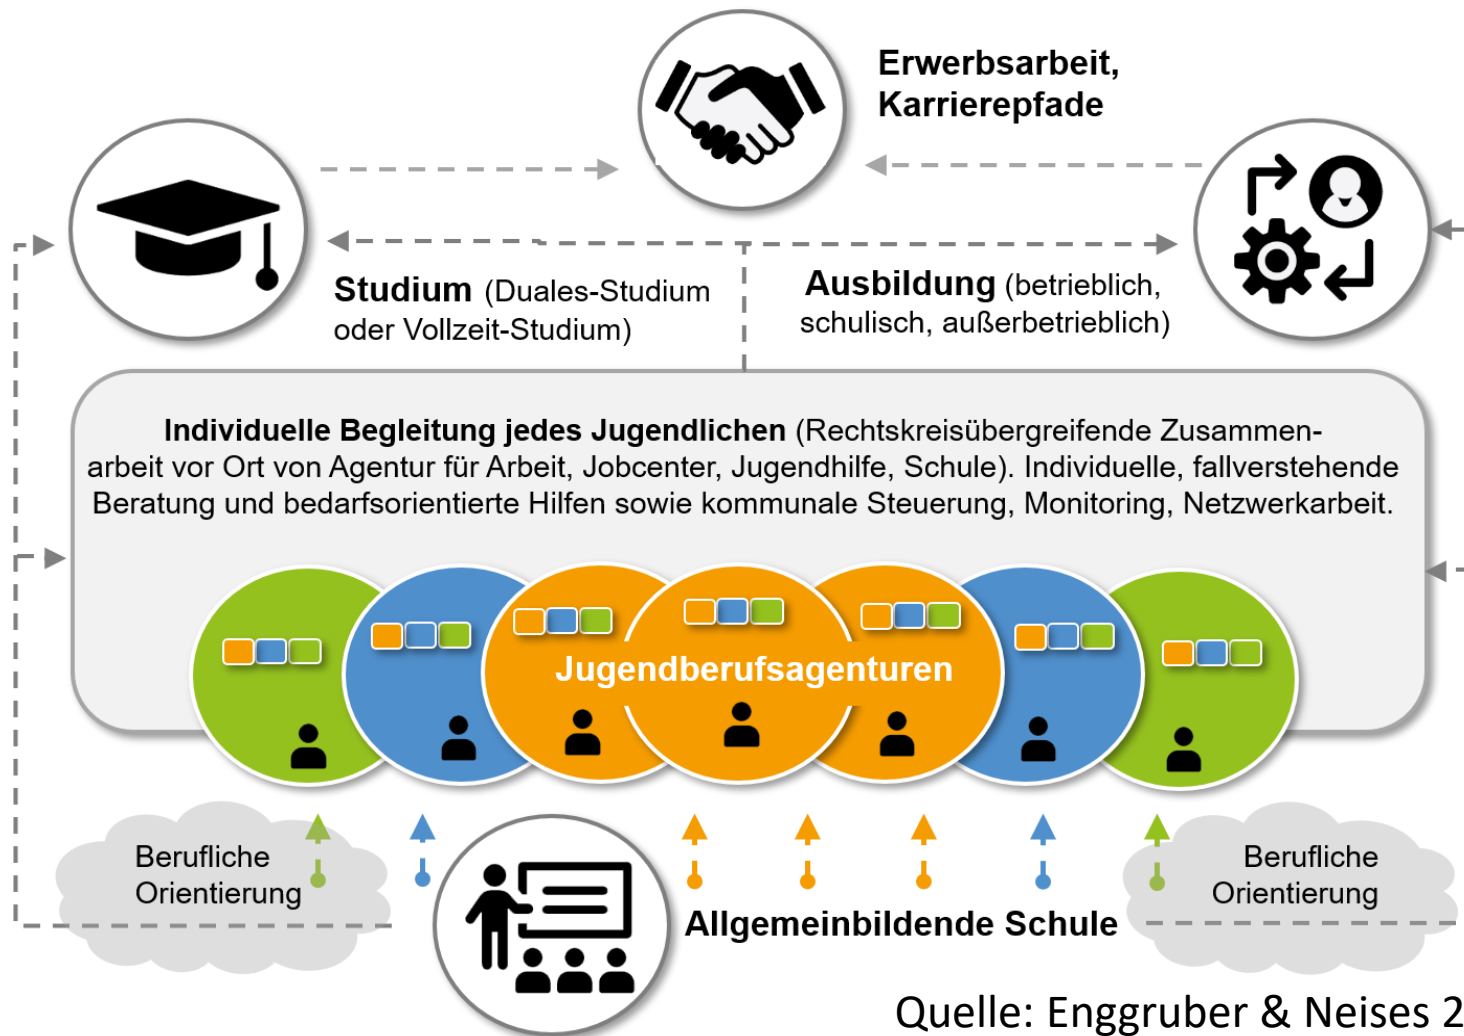 Erwerbsarbeit,
Karrierepfade
Studium (Duales-Studium
oder Vollzeit-Studium)
Ausbildung (betrieblich,
schulisch, außerbetrieblich)
Individuelle Begleitung jedes Jugendlichen (Rechtskreisübergreifende Zusammen-
arbeit vor Ort von Agentur für Arbeit, Jobcenter, Jugendhilfe, Schule). Individuelle, fallverstehende
Beratung und bedarfsorientierte Hilfen sowie kommunale Steuerung, Monitoring, Netzwerkarbeit.
Jugendberufsagenturen
Berufliche
Orientierung
Berufliche
Orientierung
Allgemeinbildende Schule
Quelle: Enggruber & Neises 2